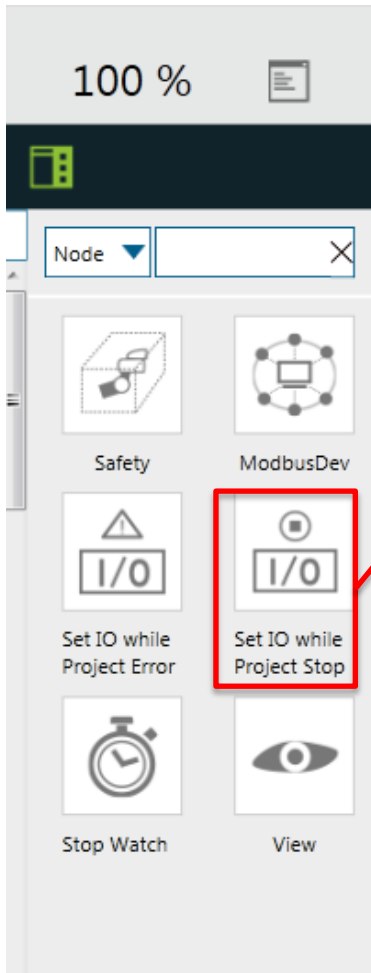 100 %
Node
Safety
ModbusDev
I/O
I/O
Set IO while
Project Error
Set IO while
Project Stop
Stop Watch
View